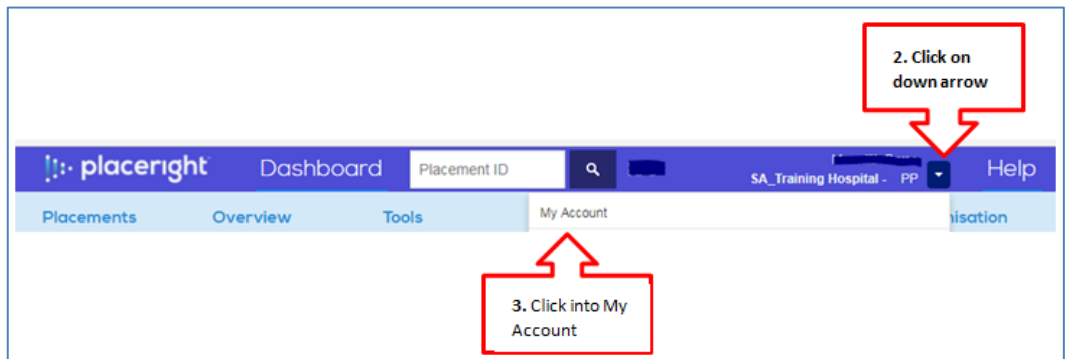 2. Click on
down arrow
placeright
Dashboard
Placement ID
SA_Training Hospital - PP
Help
Placements
Overview
Tools
My Account
nisation
3. Click into My
Account